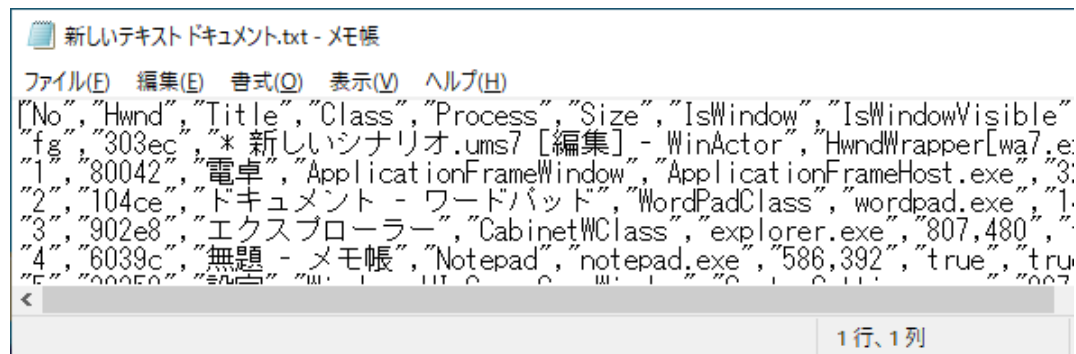 新しいテキスト ドキュメント.txt - メモ帳
ファイル(F) 編集(E) 書式(O) 表示(V) ヘルプ(H)
"No","Hwnd","Title","Class","Process","Size","IsWindow","IsWindowVisible"
"fg","303ec","* 新しいシナリオ.ums7 [編集] - WinActor","HwndWrapper[wa7.ex
"1","80042","電卓","ApplicationFrameWindow","ApplicationFrameHost.exe","32
"2","104ce","ドキュメント - ワードパッド","WordPadClass","wordpad.exe","14
"3","902e8","エクスプローラー","CabinetWClass","explorer.exe","807,480","
"4","6039c","無題 - メモ帳","Notepad","notepad.exe","586,392","true","tru
1 行、1 列